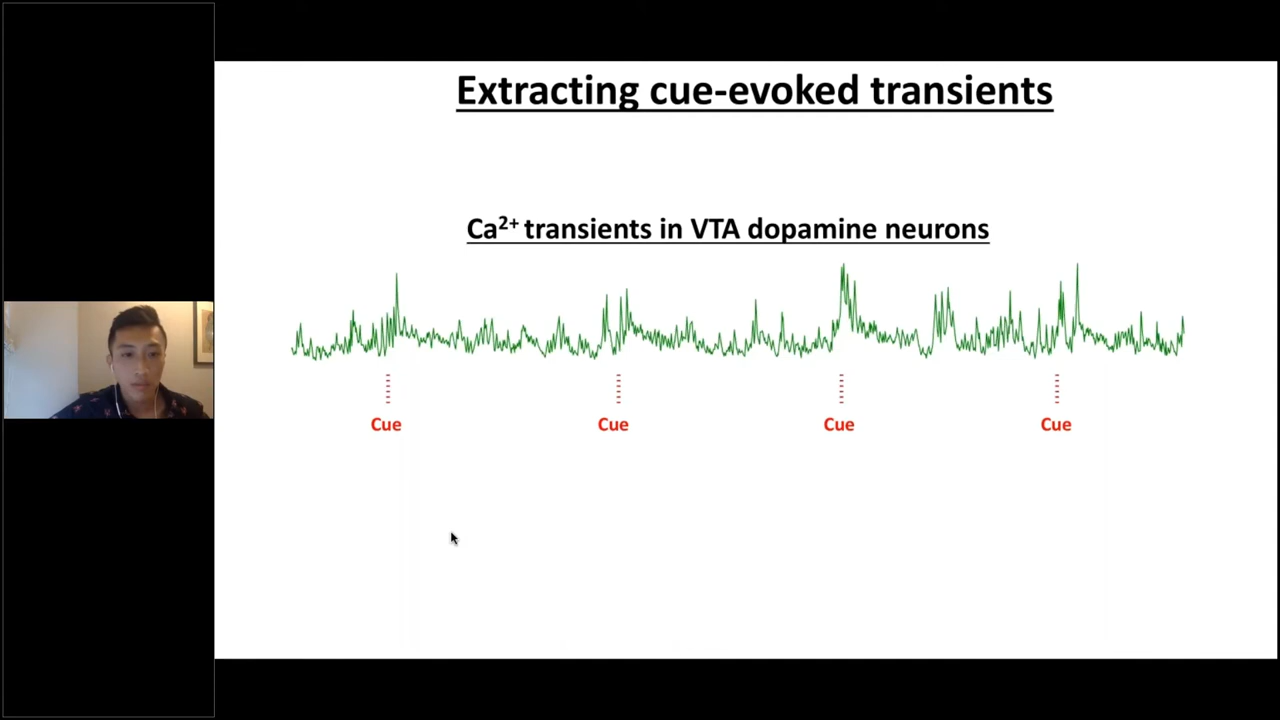 Extracting cue-evoked transients
Ca²⁺ transients in VTA dopamine neurons
Cue Cue Cue Cue